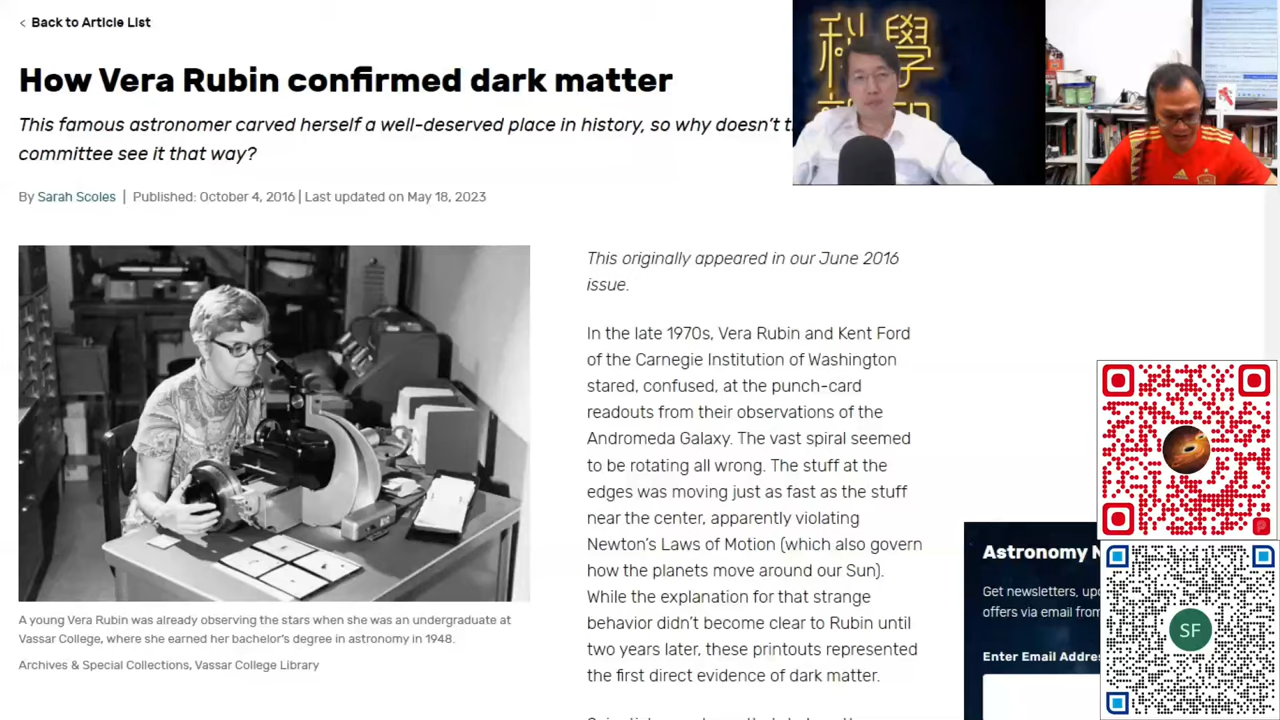 < Back to Article List
How Vera Rubin confirmed dark matter
This famous astronomer carved herself a well-deserved place in history, so why doesn't t
committee see it that way?
By Sarah Scoles | Published: October 4, 2016 | Last updated on May 18, 2023
科學
This originally appeared in our June 2016
issue.
In the late 1970s, Vera Rubin and Kent Ford
of the Carnegie Institution of Washington
stared, confused, at the punch-card
readouts from their observations of the
Andromeda Galaxy. The vast spiral seemed
to be rotating all wrong. The stuff at the
edges was moving just as fast as the stuff
near the center, apparently violating
Newton's Laws of Motion (which also govern
how the planets move around our Sun).
While the explanation for that strange
behavior didn't become clear to Rubin until
two years later, these printouts represented
the first direct evidence of dark matter.
A young Vera Rubin was already observing the stars when she was an undergraduate at
Vassar College, where she earned her bachelor's degree in astronomy in 1948.
Archives & Special Collections, Vassar College Library
Astronomy N
Get newsletters, up
offers via email from
Enter Email Addre
SF